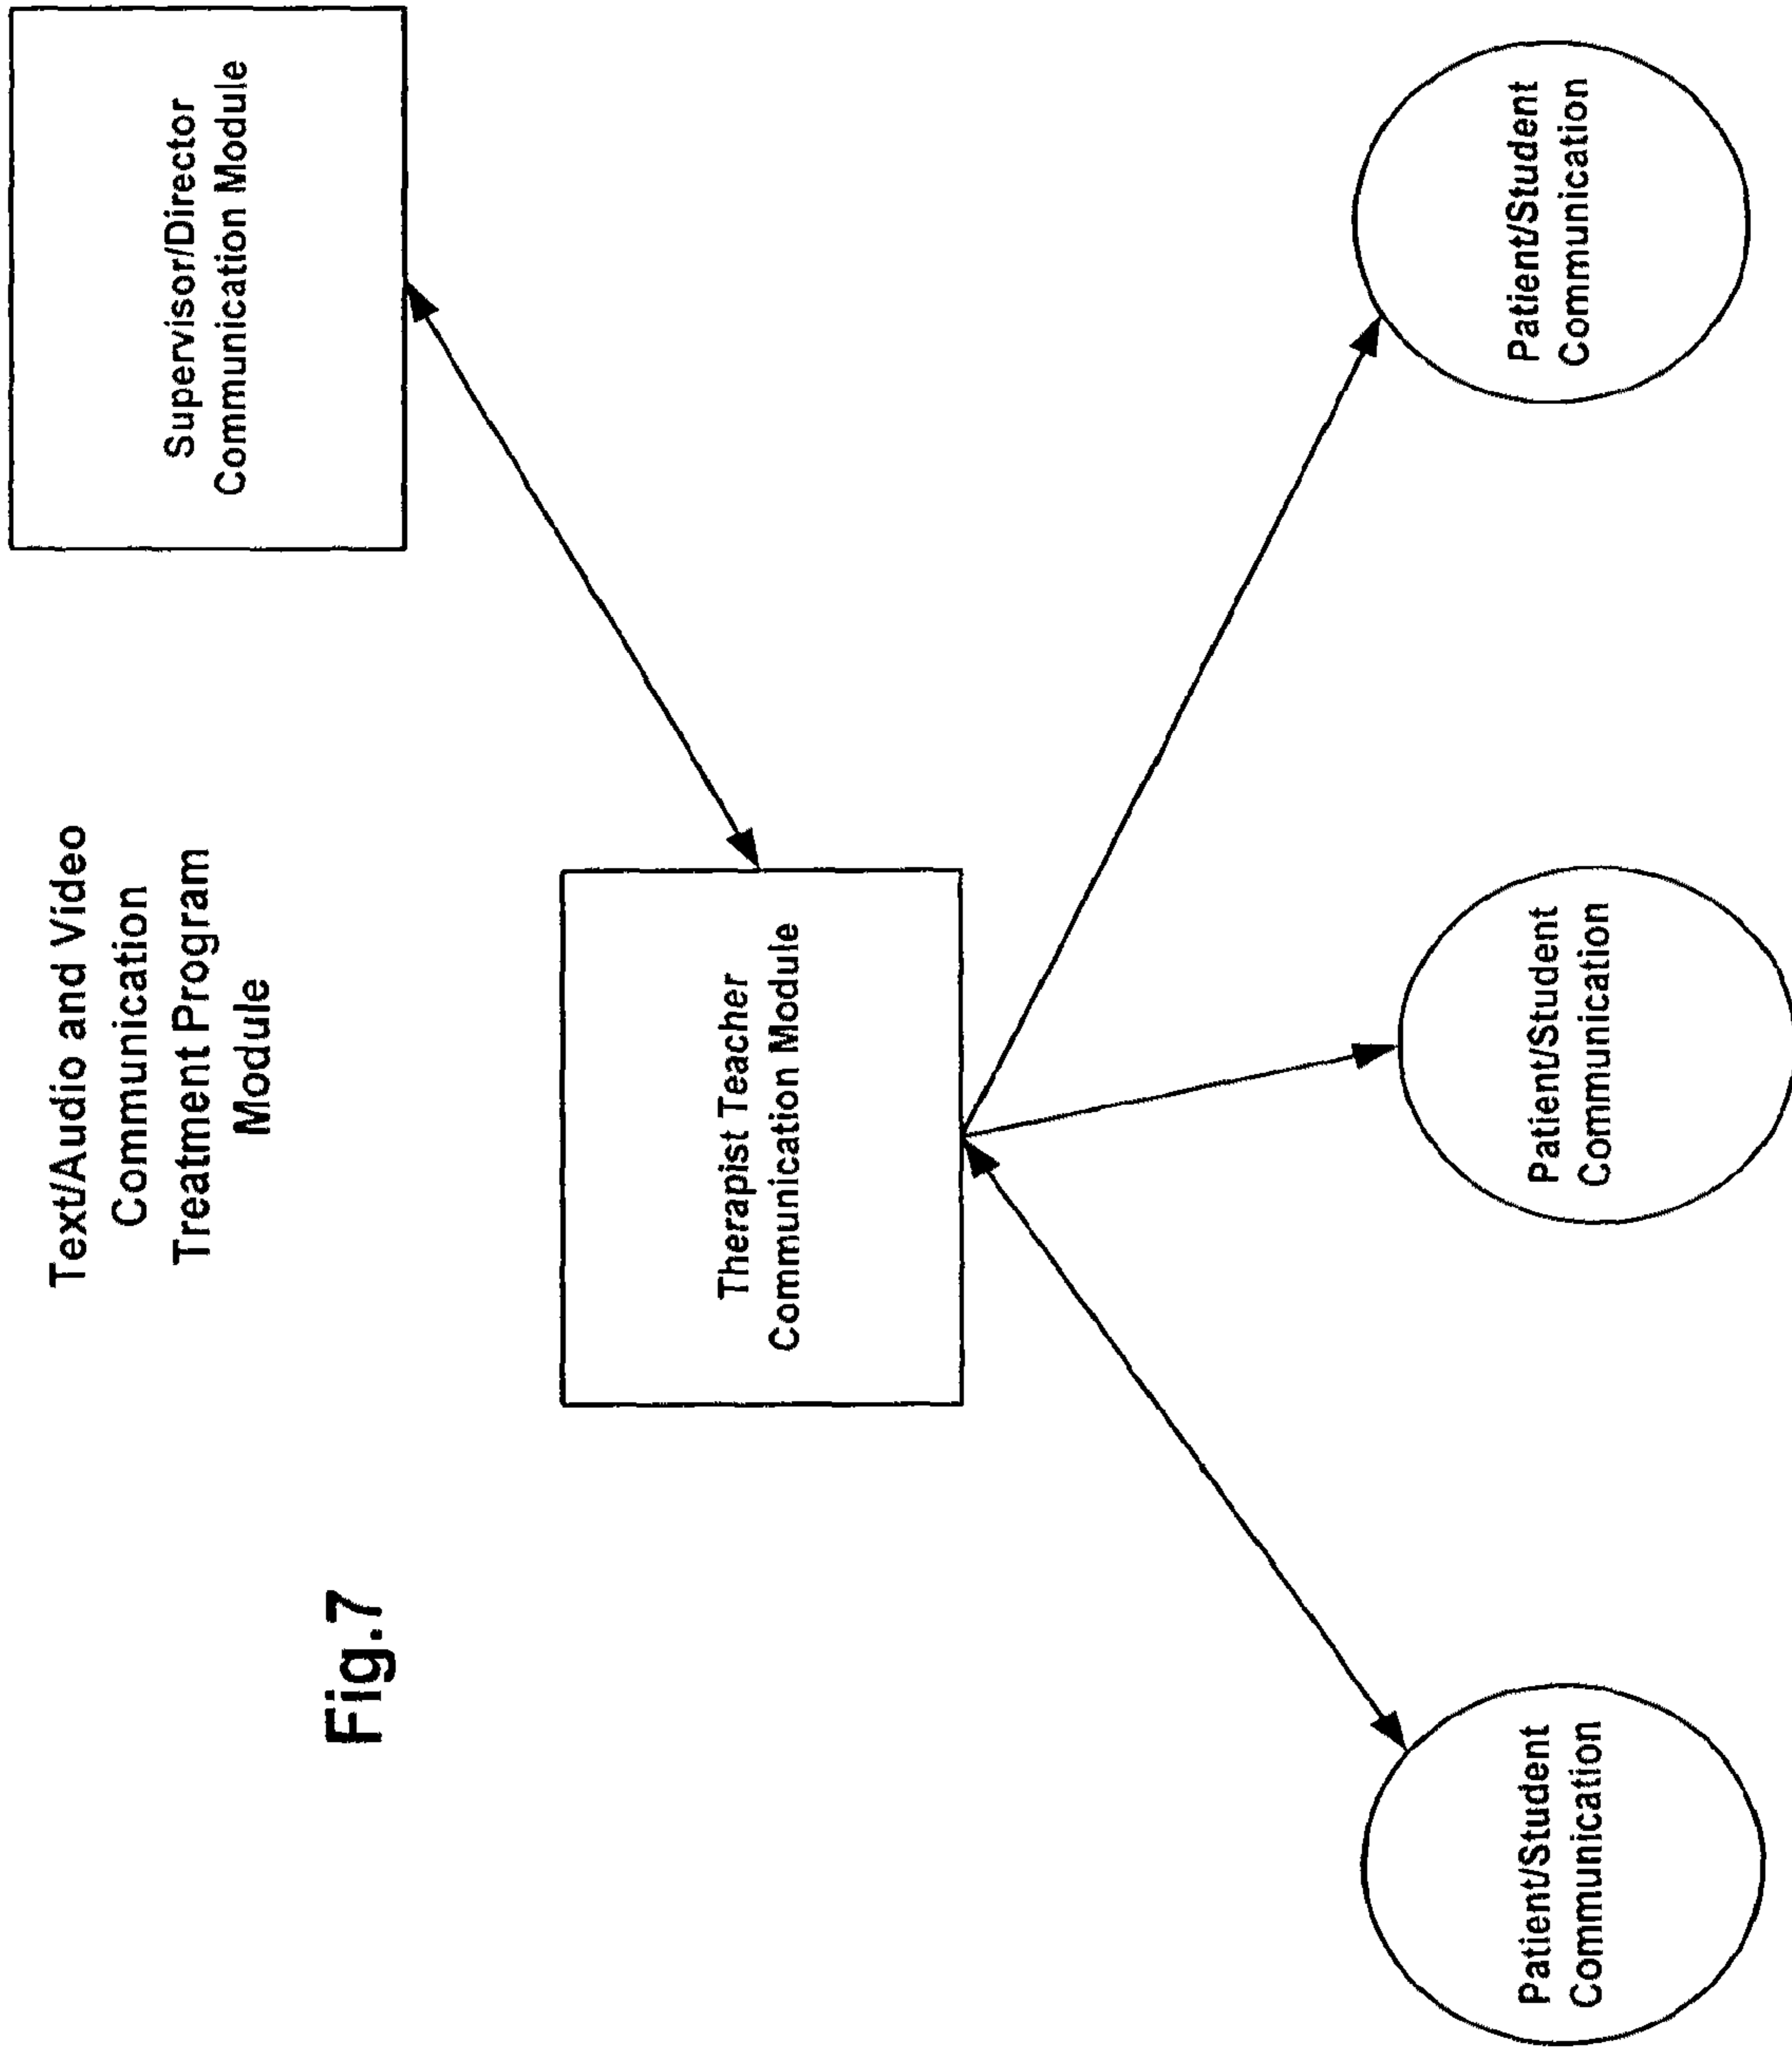 Text/Audio and Video
Communication
Treatment Program
Module
Supervisor/Director
Communication Module
Fig.7
Therapist Teacher
Communication Module
Patient/Student
Communication
Patient/Student
Communication
Patient/Student
Communication